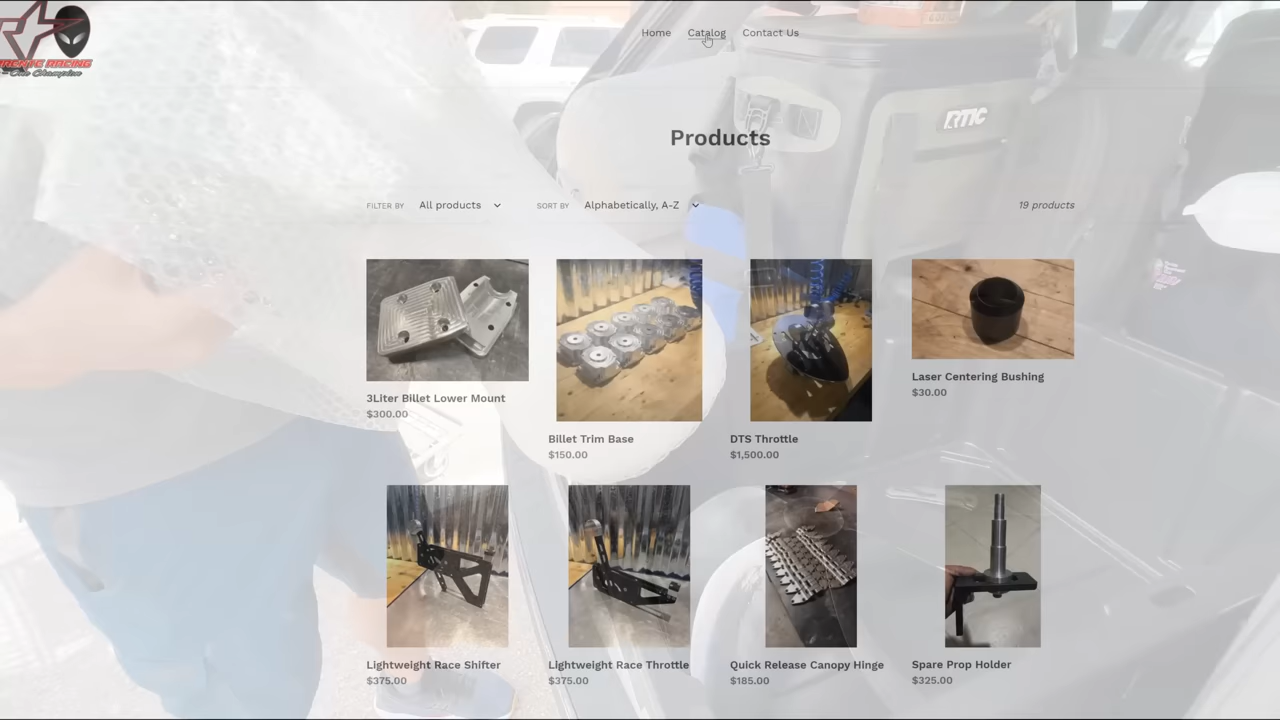 Home Catalog Contact Us
RTIC
Products
FILTER BY All products SORT BY Alphabetically, A-Z 19 products
3Liter Billet Lower Mount
$300.00
Billet Trim Base
$150.00
DTS Throttle
$1,500.00
Laser Centering Bushing
$30.00
Lightweight Race Shifter
$375.00
Lightweight Race Throttle
$375.00
Quick Release Canopy Hinge
$185.00
Spare Prop Holder
$325.00